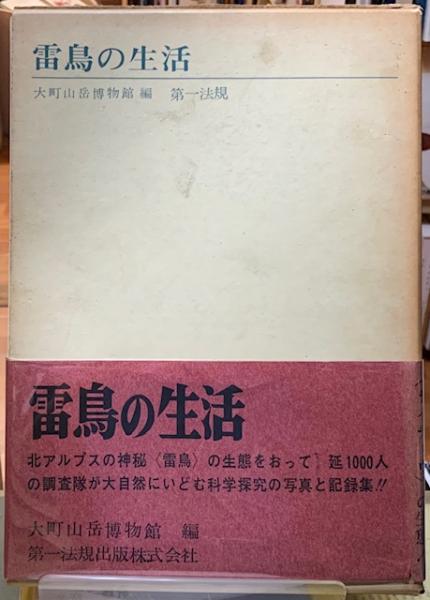 雷鳥の生活
大町山岳博物館 編 第一法規
雷鳥の生活
北アルプスの神秘〈雷鳥〉の生態をおって 延1000人
の調査隊が大自然にいどむ科学探究の写真と記録集!!
大町山岳博物館 編
第一法規出版株式会社